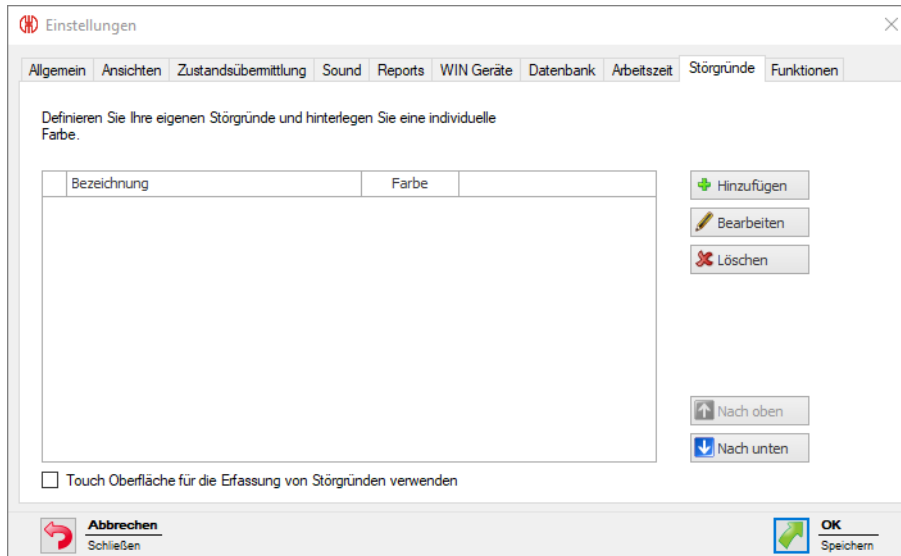 Einstellungen
Allgemein Ansichten Zustandsübermittlung Sound Reports WIN Geräte Datenbank Arbeitszeit Störgründe Funktionen
Definieren Sie Ihre eigenen Störgründe und hinterlegen Sie eine individuelle
Farbe.
Bezeichnung Farbe
Hinzufügen
Bearbeiten
Löschen
Nach oben
Nach unten
Touch Oberfläche für die Erfassung von Störgründen verwenden
Abbrechen
Schließen
OK
Speichern